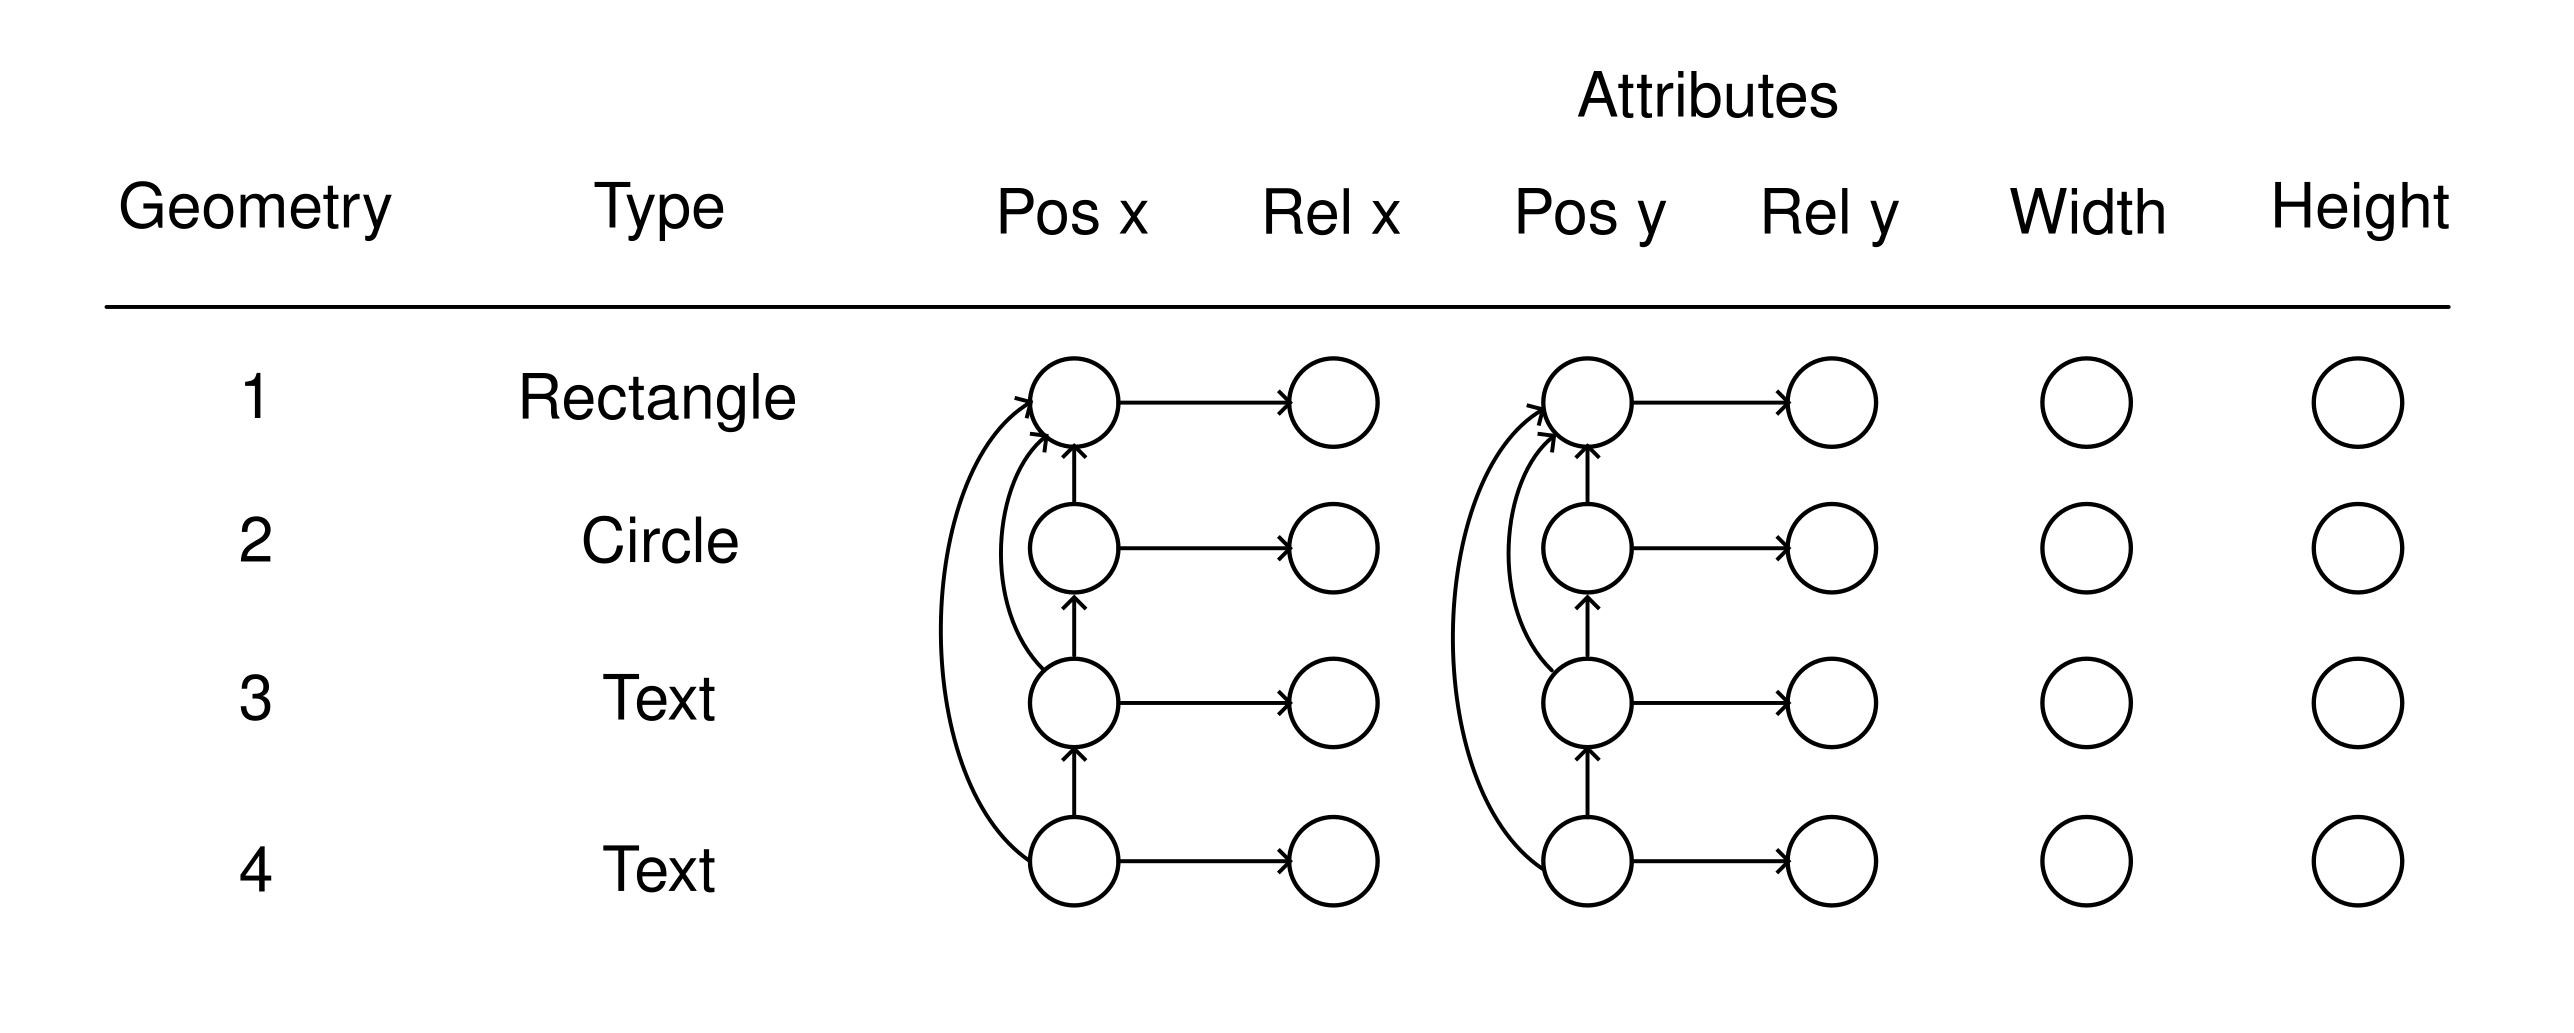 Attributes
Geometry Type Pos x Rel x Pos y Rel y Width Height
1 Rectangle
2 Circle
3 Text
4 Text